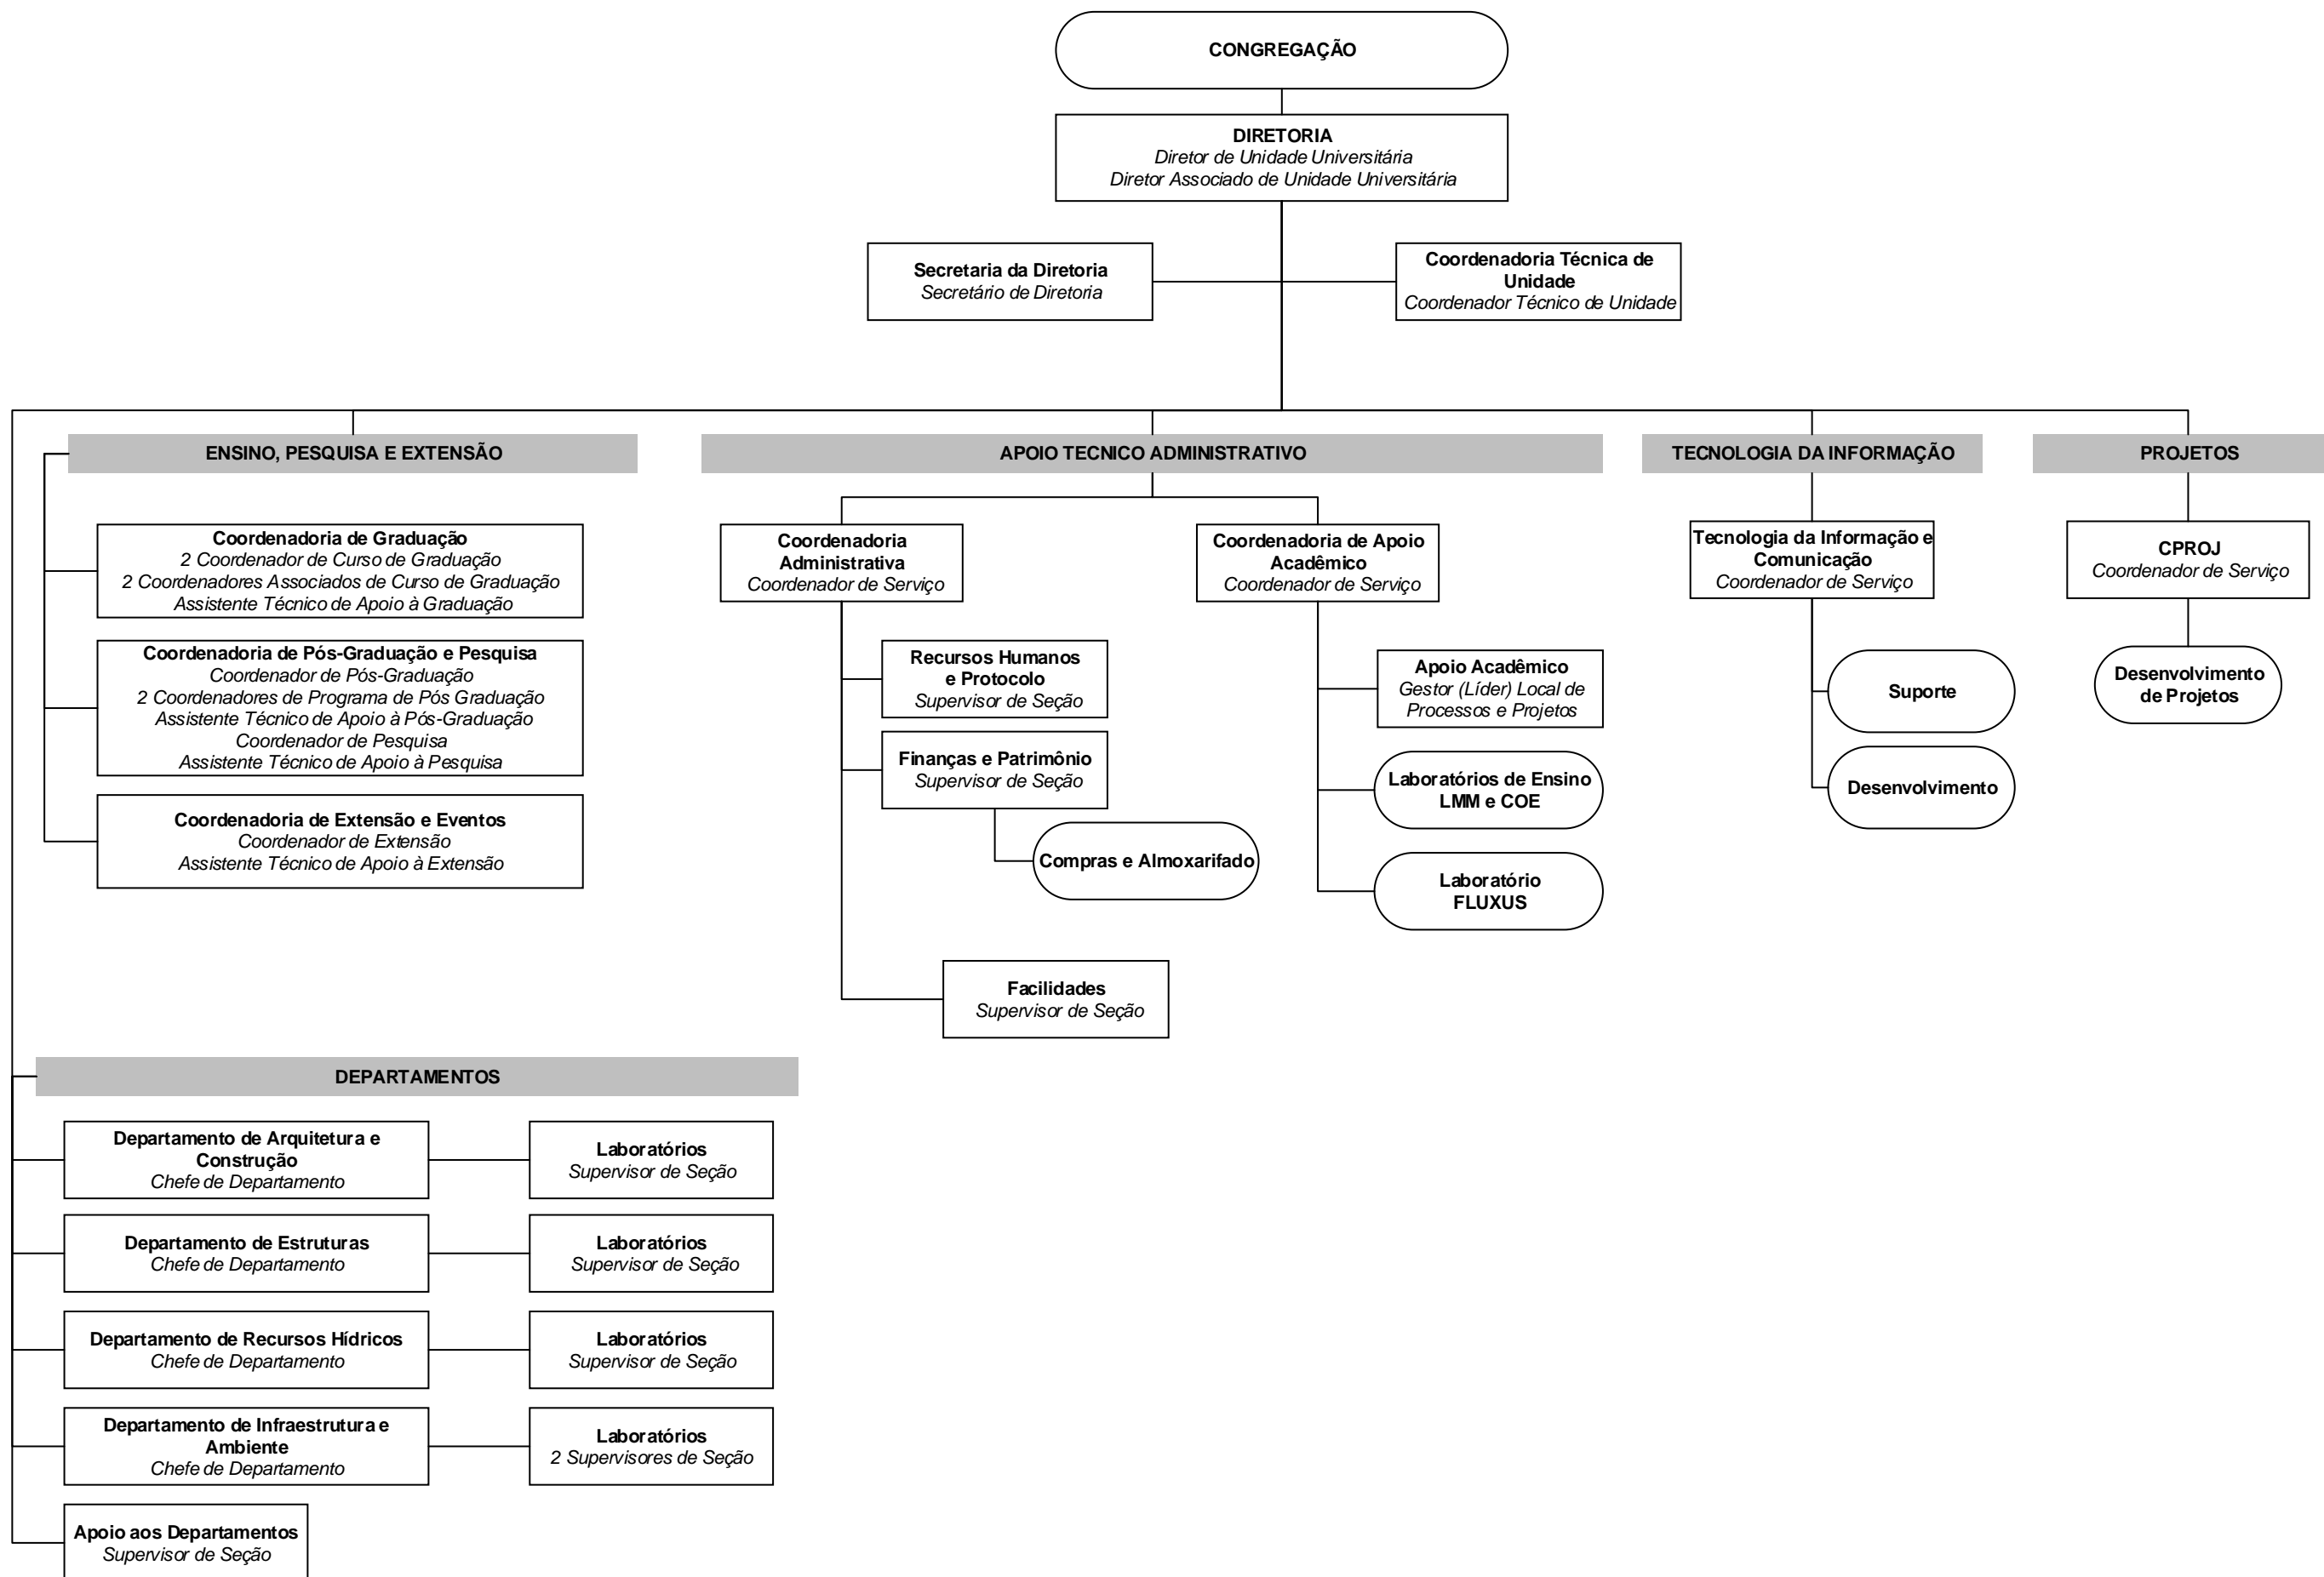 CONGREGAÇÃO
DIRETORIA
Diretor de Unidade Universitária
Diretor Associado de Unidade Universitária
Secretaria da Diretoria
Secretário de Diretoria
Coordenadoria Técnica de
Unidade
Coordenador Técnico de Unidade
ENSINO, PESQUISA E EXTENSÃO
Coordenadoria de Graduação
2 Coordenador de Curso de Graduação
2 Coordenadores Associados de Curso de Graduação
Assistente Técnico de Apoio à Graduação
Coordenadoria de Pós-Graduação e Pesquisa
Coordenador de Pós-Graduação
2 Coordenadores de Programa de Pós Graduação
Assistente Técnico de Apoio à Pós-Graduação
Coordenador de Pesquisa
Assistente Técnico de Apoio à Pesquisa
Coordenadoria de Extensão e Eventos
Coordenador de Extensão
Assistente Técnico de Apoio à Extensão
APOIO TECNICO ADMINISTRATIVO
Coordenadoria
Administrativa
Coordenador de Serviço
Recursos Humanos
e Protocolo
Supervisor de Seção
Finanças e Patrimônio
Supervisor de Seção
Compras e Almoxarifado
Facilidades
Supervisor de Seção
Coordenadoria de Apoio
Acadêmico
Coordenador de Serviço
Apoio Acadêmico
Gestor (Líder) Local de
Processos e Projetos
Laboratórios de Ensino
LMM e COE
Laboratório
FLUXUS
TECNOLOGIA DA INFORMAÇÃO
Tecnologia da Informação e
Comunicação
Coordenador de Serviço
Suporte
Desenvolvimento
PROJETOS
CPROJ
Coordenador de Serviço
Desenvolvimento
de Projetos
DEPARTAMENTOS
Departamento de Arquitetura e
Construção
Chefe de Departamento
Laboratórios
Supervisor de Seção
Departamento de Estruturas
Chefe de Departamento
Laboratórios
Supervisor de Seção
Departamento de Recursos Hídricos
Chefe de Departamento
Laboratórios
Supervisor de Seção
Departamento de Infraestrutura e
Ambiente
Chefe de Departamento
Laboratórios
2 Supervisores de Seção
Apoio aos Departamentos
Supervisor de Seção